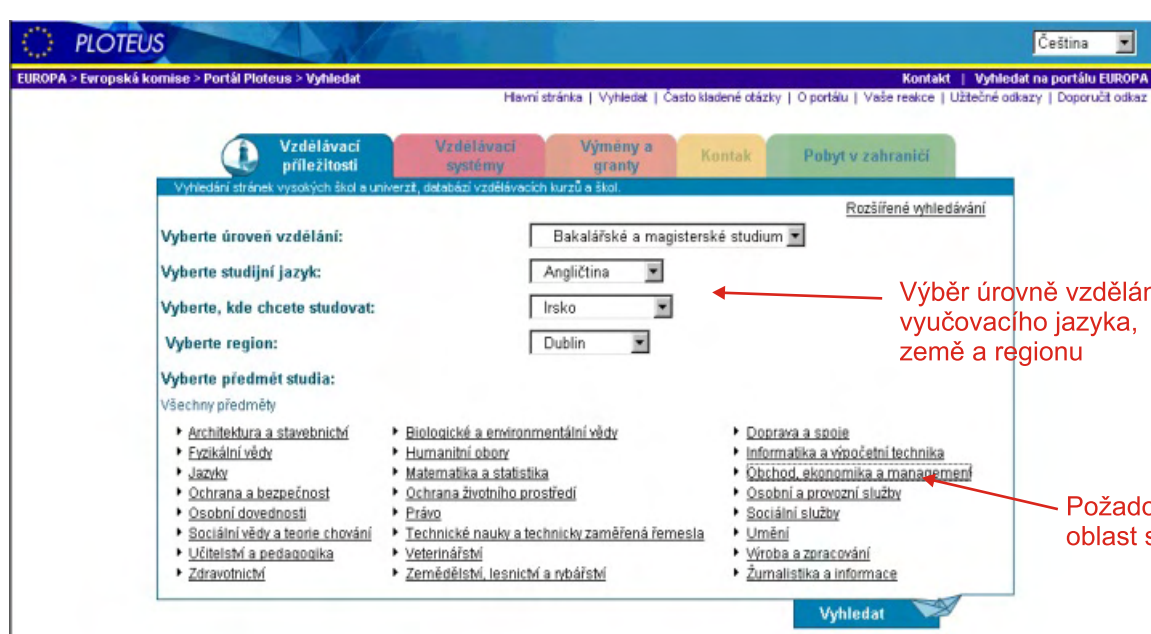 PLOTEUS
Čeština
EUROPA > Evropská komise > Portál Ploteus > Vyhledat
Kontakt | Vyhledat na portálu EUROPA
Hlavní stránka | Vyhledat | Často kladené otázky | O portálu | Vaše reakce | Užitečné odkazy | Doporučit odkaz
Vzdělávací příležitosti
Vzdělávací systémy
Výměny a granty
Kontak
Pobyt v zahraničí
Vyhledání stránek vysokých škol a univerzit, databází vzdělávacích kurzů a škol.
Rozšířené vyhledávání
Vyberte úroveň vzdělání: Bakalářské a magisterské studium
Vyberte studijní jazyk: Angličtina
Vyberte, kde chcete studovat: Irsko
Vyberte region: Dublin
Výběr úrovně vzdělán
vyučovacího jazyka,
země a regionu
Vyberte předmět studia:
Všechny předměty
Architektura a stavebnictví
Fyzikální vědy
Jazyky
Ochrana a bezpečnost
Osobní dovednosti
Sociální vědy a teorie chování
Učitelství a pedagogika
Zdravotnictví
Biologické a environmentální vědy
Humanitní obory
Matematika a statistika
Ochrana životního prostředí
Právo
Technické nauky a technicky zaměřená řemesla
Veterinářství
Zemědělství, lesnictví a rybářství
Doprava a spoje
Informatika a výpočetní technika
Obchod, ekonomika a management
Osobní a provozní služby
Sociální služby
Umění
Výroba a zpracování
Žurnalistika a informace
Požado
oblast s
Vyhledat